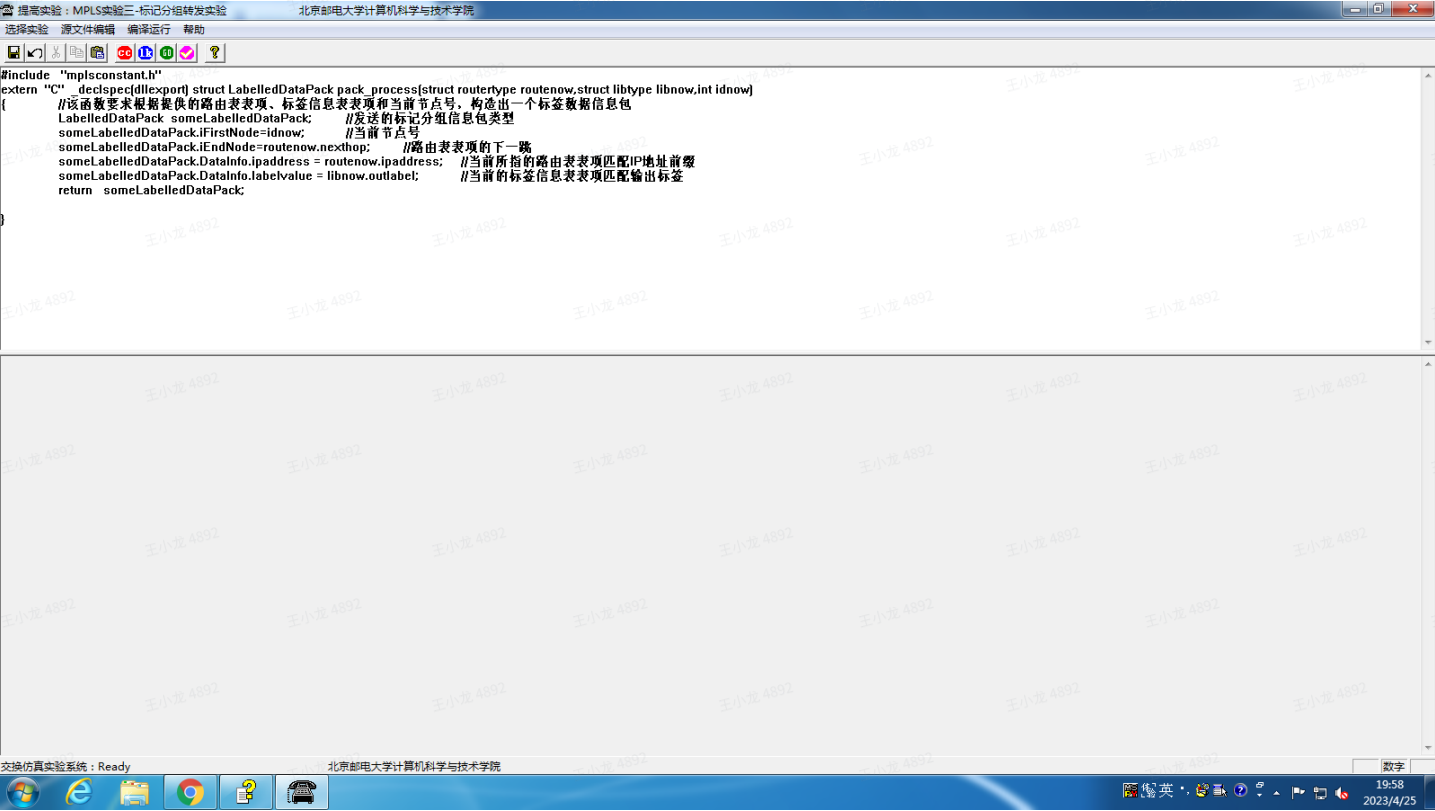 提高实验：MPLS实验三-标记分组转发实验 北京邮电大学计算机科学与技术学院
选择实验 源文件编辑 编译运行 帮助
cc lk GO ?
#include "mplsconstant.h"
extern "C" _declspec(dllexport) struct LabelledDataPack pack_process(struct routertype routenow,struct libtype libnow,int idnow)
{ //该函数要求根据提供的路由表表项、标签信息表表项和当前节点号，构造出一个标签数据信息包
LabelledDataPack someLabelledDataPack; //发送的标记分组信息包类型
someLabelledDataPack.iFirstNode=idnow; //当前节点号
someLabelledDataPack.iEndNode=routenow.nexthop; //路由表表项的下一跳
someLabelledDataPack.DataInfo.ipaddress = routenow.ipaddress; //当前所指的路由表表项匹配IP地址前缀
someLabelledDataPack.DataInfo.labelvalue = libnow.outlabel; //当前的标签信息表表项匹配输出标签
return someLabelledDataPack;
}
王小龙 4892
交换仿真实验系统：Ready 北京邮电大学计算机科学与技术学院 数字
英 19:58
2023/4/25